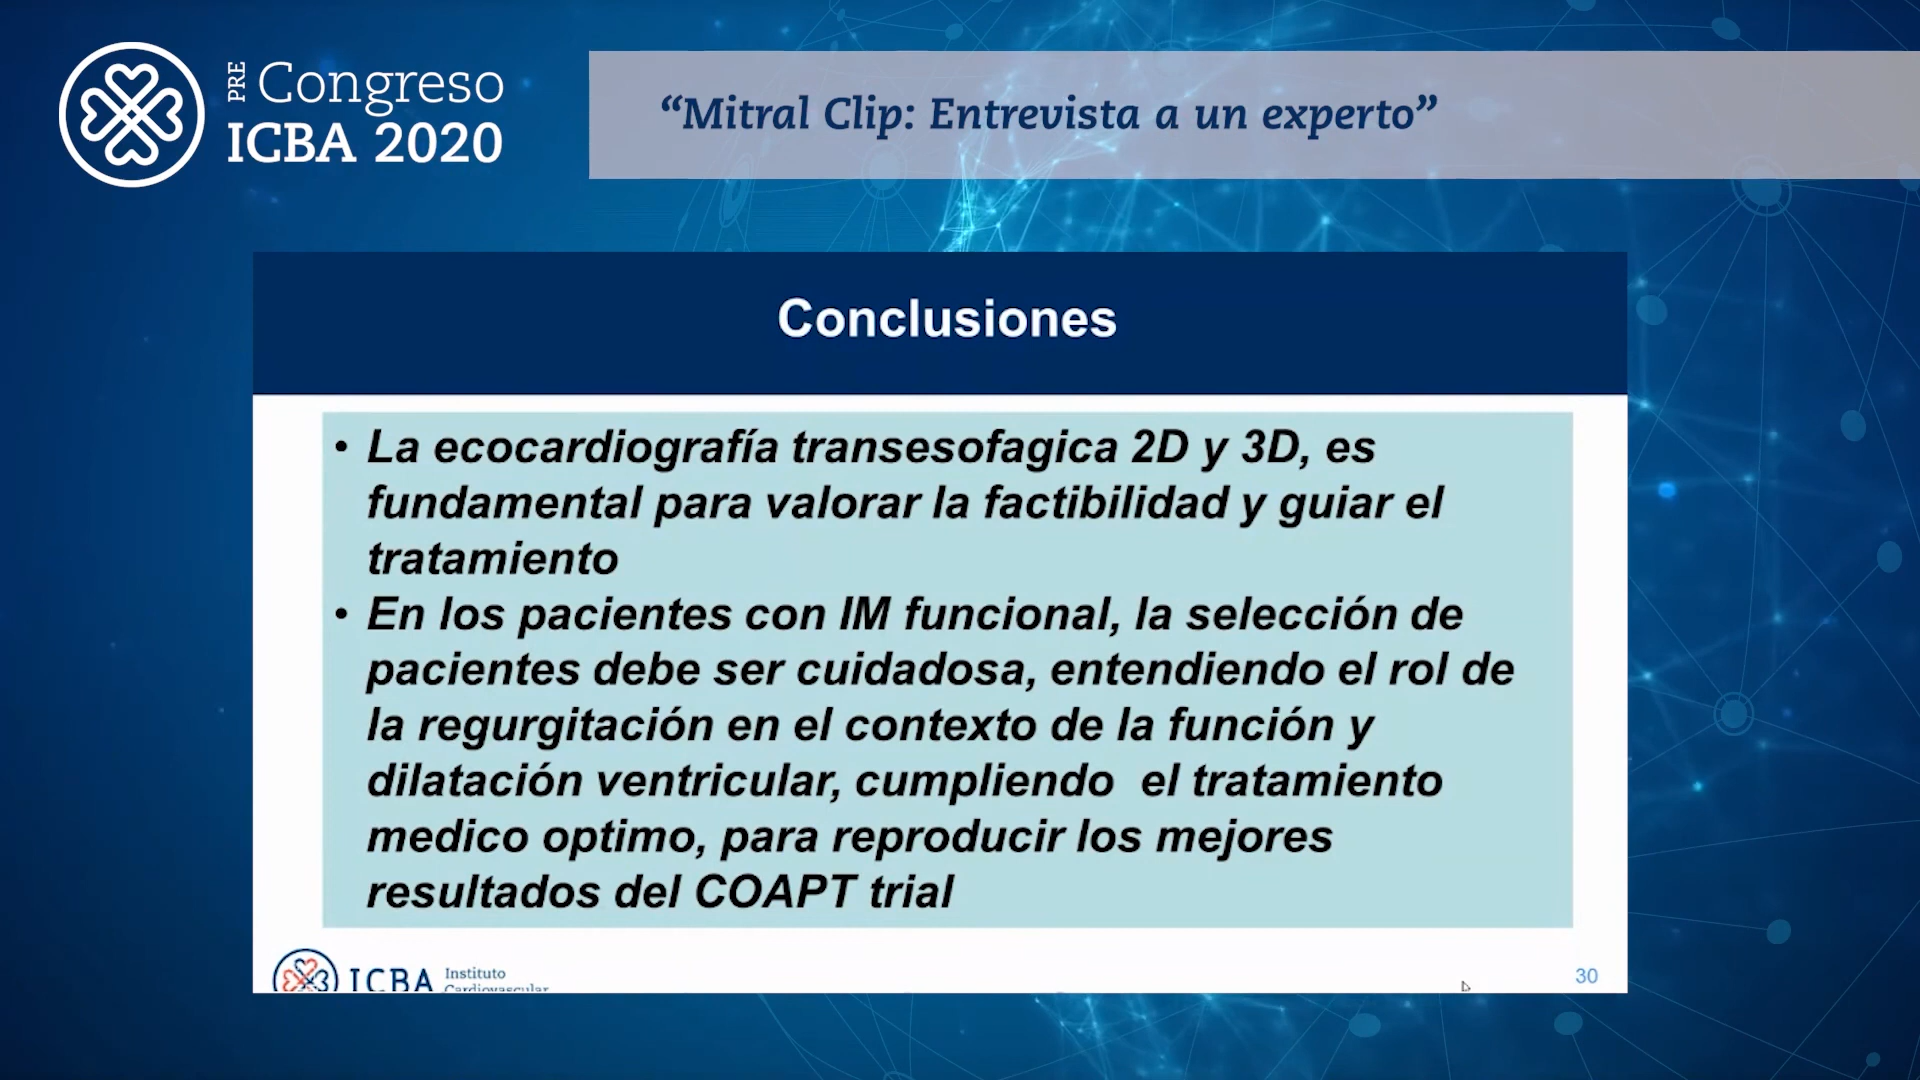 PRE Congreso
ICBA 2020
“Mitral Clip: Entrevista a un experto”
Conclusiones
• La ecocardiografía transesofagica 2D y 3D, es
fundamental para valorar la factibilidad y guiar el
tratamiento
• En los pacientes con IM funcional, la selección de
pacientes debe ser cuidadosa, entendiendo el rol de
la regurgitación en el contexto de la función y
dilatación ventricular, cumpliendo  el tratamiento
medico optimo, para reproducir los mejores
resultados del COAPT trial
ICBA Instituto
Cardiovascular
30